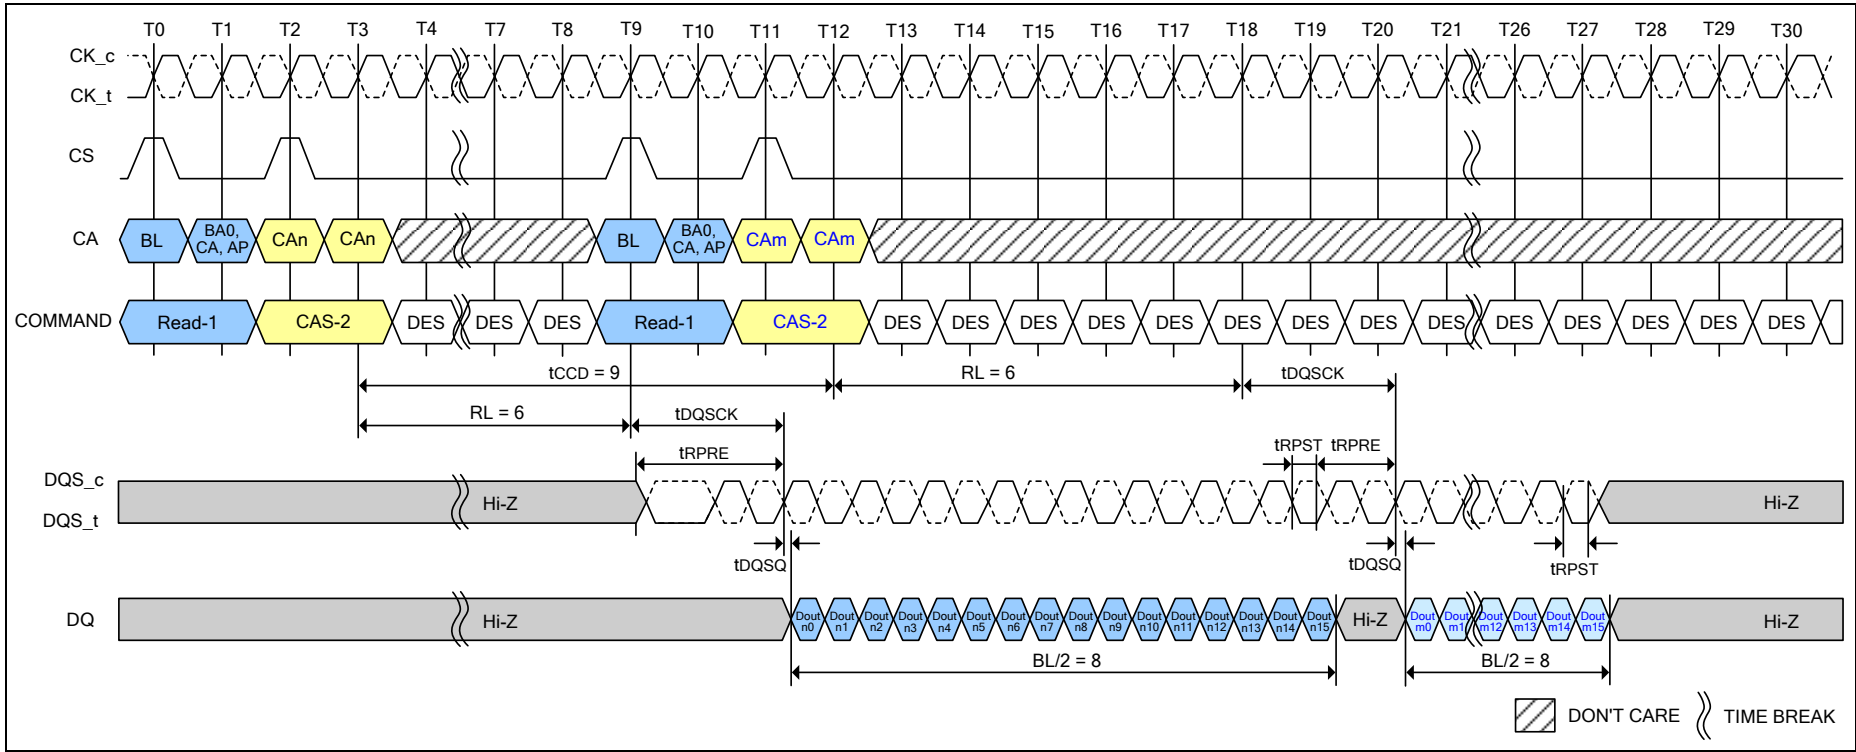 T0 T1 T2 T3 T4 T7 T8 T9 T10 T11 T12 T13 T14 T15 T16 T17 T18 T19 T20 T21 T26 T27 T28 T29 T30
CK_c
CK_t
CS
CA BL BA0, CA, AP CAn CAn BL BA0, CA, AP CAm CAm
COMMAND Read-1 CAS-2 DES DES DES Read-1 CAS-2 DES DES DES DES DES DES DES DES DES DES DES DES DES DES
tCCD = 9 RL = 6 tDQSCK
RL = 6 tDQSCK
tRPRE tRPST tRPRE
DQS_c
Hi-Z Hi-Z
DQS_t
tDQSQ tDQSQ tRPST
DQ Hi-Z Dout n0 Dout n1 Dout n2 Dout n3 Dout n4 Dout n5 Dout n6 Dout n7 Dout n8 Dout n9 Dout n10 Dout n11 Dout n12 Dout n13 Dout n14 Dout n15 Hi-Z Dout m0 Dout m1 Dout m12 Dout m13 Dout m14 Dout m15 Hi-Z
BL/2 = 8 BL/2 = 8
DON'T CARE TIME BREAK